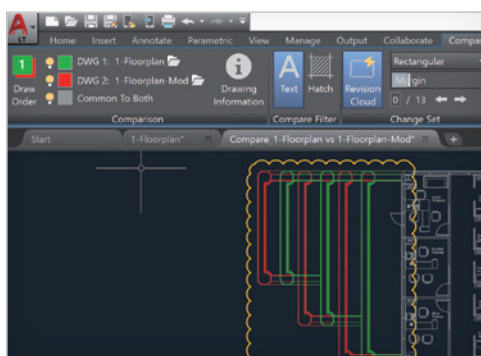 A
LT
Home Insert Annotate Parametric View Manage Output Collaborate Compa
1 DWG 1: 1-Floorplan
DWG 2: 1-Floorplan-Mod
Common To Both
Draw
Order
Drawing
Information
Comparison
A
Text
Hatch
Compare Filter
Revision
Cloud
Rectangular
Margin
0 / 13
Change Set
Start
1-Floorplan*
Compare_1-Floorplan vs 1-Floorplan-Mod*